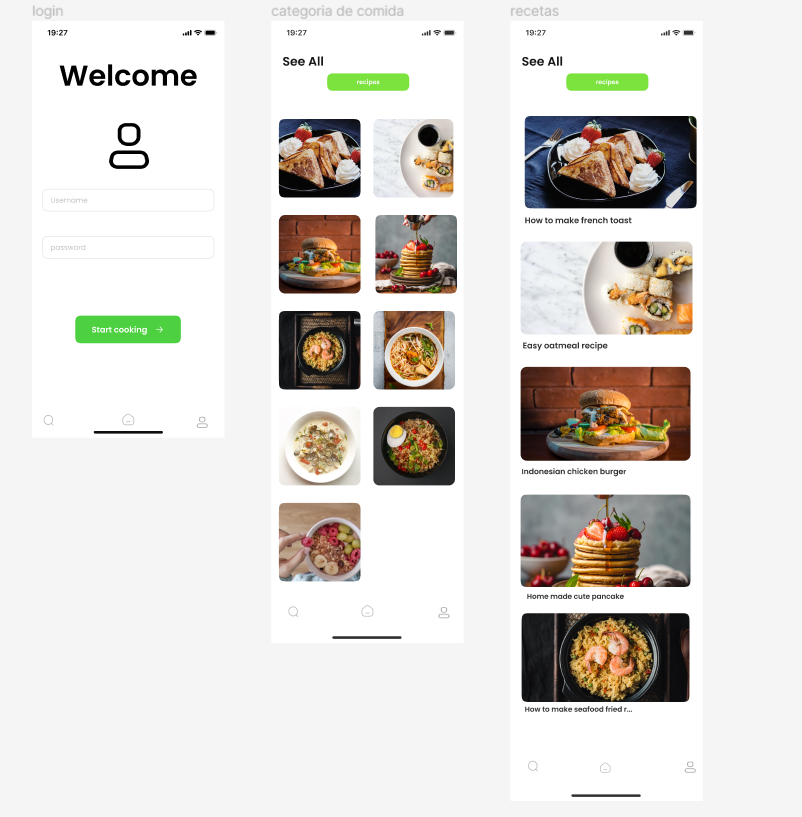 login
19:27
Welcome
Username
password
Start cooking
categoria de comida
19:27
See All
recipes
recetas
19:27
See All
recipes
How to make french toast
Easy oatmeal recipe
Indonesian chicken burger
Home made cute pancake
How to make seafood fried r...